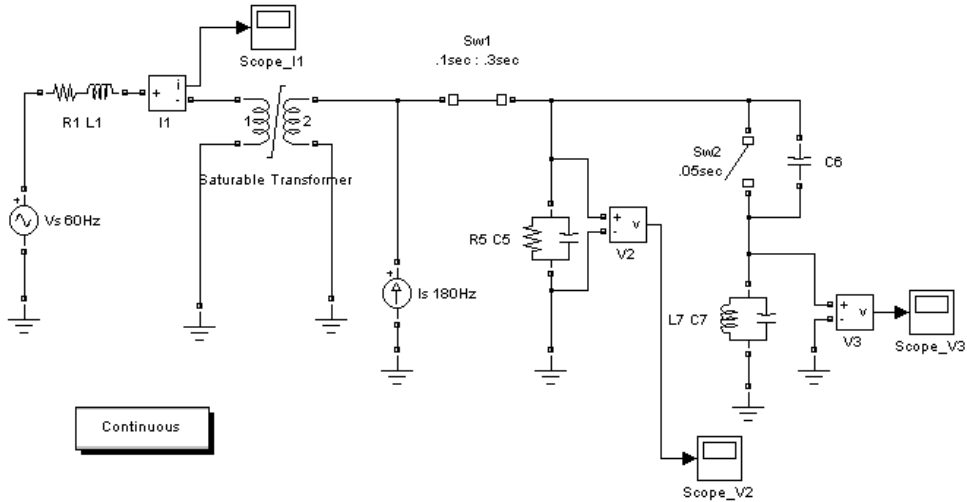 Scope_I1
Sw1
.1sec : .3sec
+
i
-
R1 L1
I1
1
2
Saturable Transformer
Sw2
.05sec
C6
+
Vs 60Hz
R5 C5
+
-
v
V2
+
Is 180Hz
L7 C7
+
-
v
V3
Scope_V3
Continuous
Scope_V2